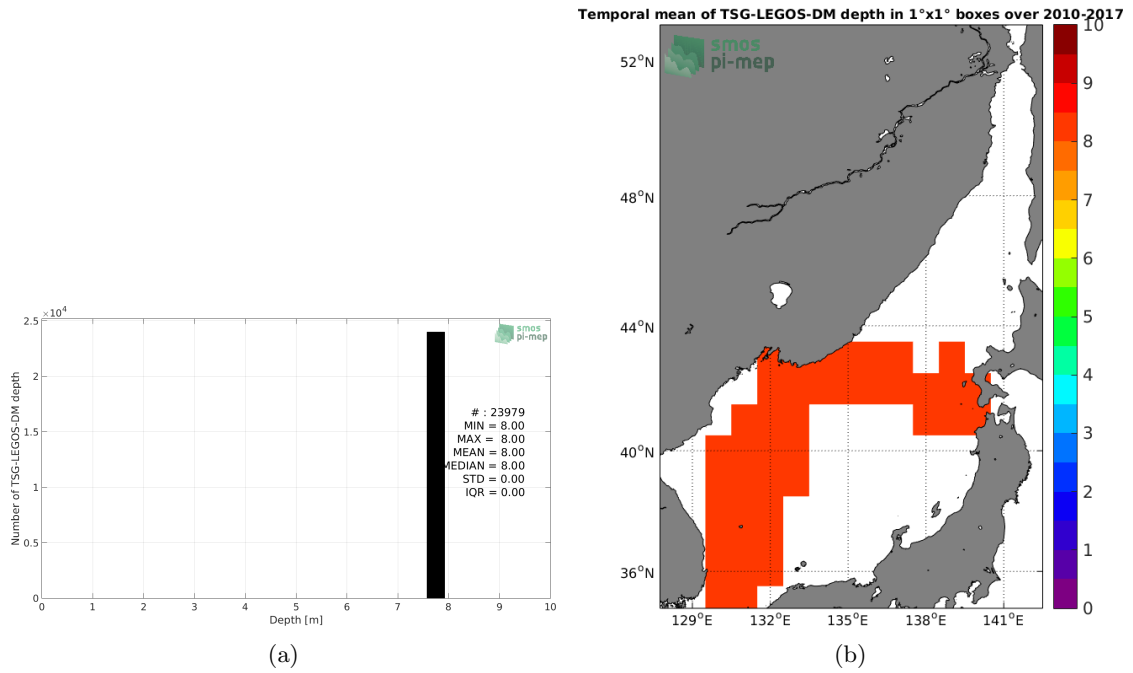 ×10⁴
2.5
2
1.5
1
0.5
0
Number of TSG-LEGOS-DM depth
smos
pi-mep
# : 23979
MIN = 8.00
MAX = 8.00
MEAN = 8.00
MEDIAN = 8.00
STD = 0.00
IQR = 0.00
0 1 2 3 4 5 6 7 8 9 10
Depth [m]
(a)
Temporal mean of TSG-LEGOS-DM depth in 1°x1° boxes over 2010-2017
smos
pi-mep
52°N
48°N
44°N
40°N
36°N
129°E 132°E 135°E 138°E 141°E
10
9
8
7
6
5
4
3
2
1
0
(b)